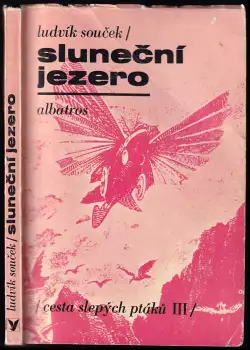 ludvík souček/
sluneční
jezero
albatros
/cesta slepých ptáků III/
ludvík souček/sluneční jezero